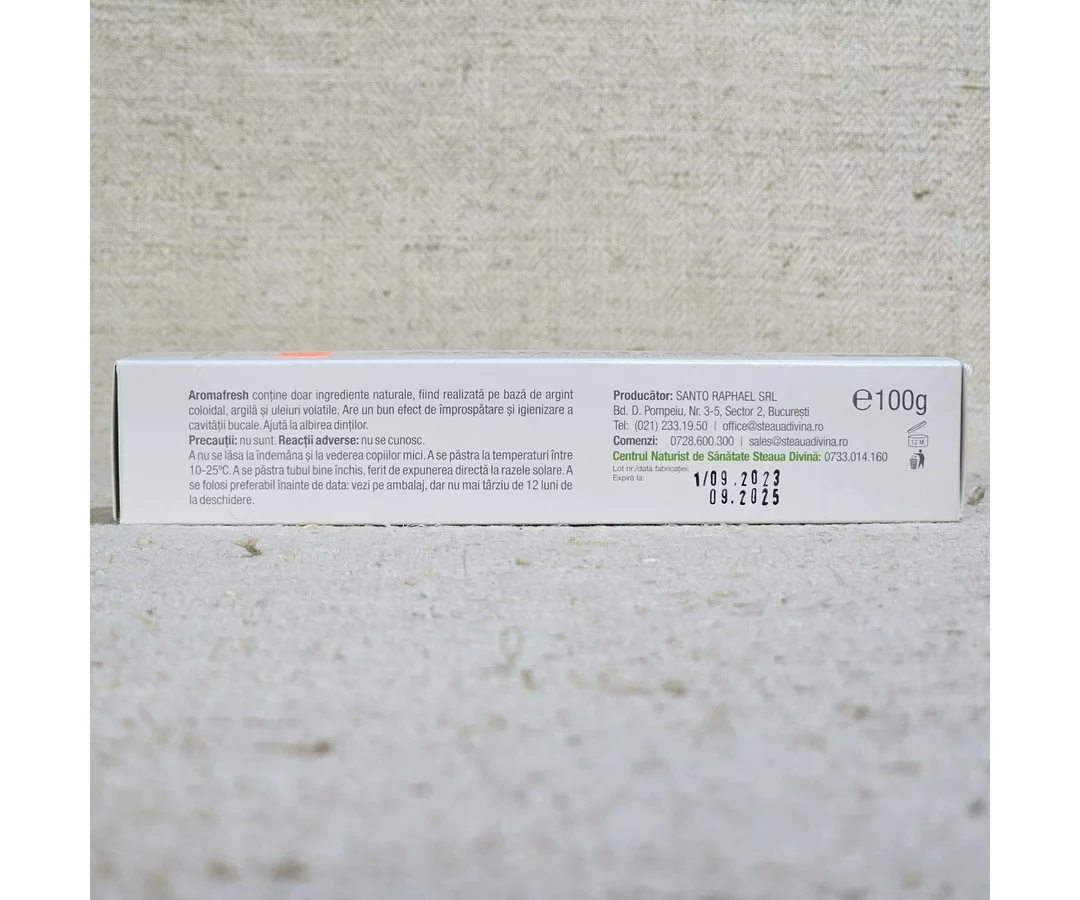 Aromafresh conține doar ingrediente naturale, fiind realizată pe bază de argint
coloidal, argilă și uleiuri volatile. Are un bun efect de împrospătare și igienizare a
cavității bucale. Ajută la albirea dinților.
Precauții: nu sunt. Reacții adverse: nu se cunosc.
A nu se lăsa la îndemâna și la vederea copiilor mici. A se păstra la temperaturi între
10-25°C. A se păstra tubul bine închis, ferit de expunerea directă la razele solare. A
se folosi preferabil înainte de data: vezi pe ambalaj, dar nu mai târziu de 12 luni de
la deschidere.
Producător: SANTO RAPHAEL SRL
Bd. D. Pompeiu, Nr. 3-5, Sector 2, București
Tel: (021) 233.19.50 | office@steauadivina.ro
Comenzi: 0728.600.300 | sales@steauadivina.ro
Centrul Naturist de Sănătate Steaua Divină: 0733.014.160
Lot nr./data fabricației:
Expiră la:
1/09.2023
09.2025
℮100g
12 M